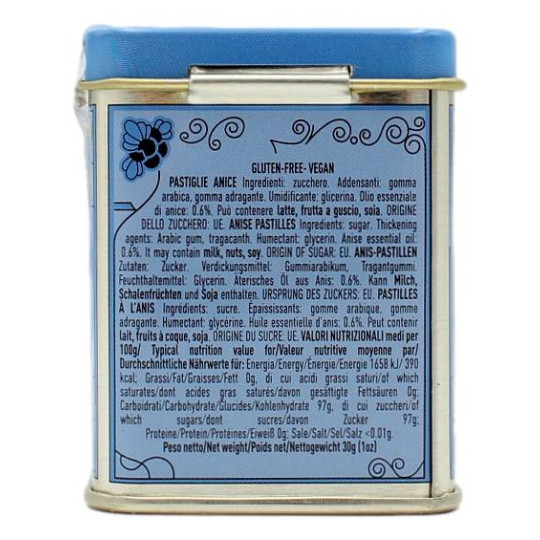 GLUTEN-FREE- VEGAN
PASTIGLIE ANICE Ingredienti: zucchero. Addensanti: gomma
arabica, gomma adragante. Umidificante: glicerina. Olio essenziale
di anice: 0.6%. Può contenere latte, frutta a guscio, soia. ORIGINE
DELLO ZUCCHERO: UE. ANISE PASTILLES Ingredients: sugar. Thickening
agents: Arabic gum, tragacanth. Humectant: glycerin. Anise essential oil:
0.6%. It may contain milk, nuts, soy. ORIGIN OF SUGAR: EU. ANIS-PASTILLEN
Zutaten: Zucker. Verdickungsmittel: Gummiarabikum, Tragantgummi.
Feuchthaltemittel: Glycerin. Aterisches Öl aus Anis: 0.6%. Kann Milch,
Schalenfrüchten und Soja enthalten. URSPRUNG DES ZUCKERS: EU. PASTILLES
À L'ANIS Ingrédients: sucre. Épaississants: gomme arabique, gomme
adragante. Humectant: glycérine. Huile essentielle d'anis: 0.6%. Peut contenir
lait, fruits à coque, soja. ORIGINE DU SUCRE: UE. VALORI NUTRIZIONALI medi per
100g/ Typical nutrition value for/Valeur nutritive moyenne par/
Durchschnittliche Nährwerte für: Energia/Energy/Énergie/Energie 1658 kJ/ 390
kcal; Grassi/Fat/Graisses/Fett 0g, di cui acidi grassi saturi/of which
saturates/dont acides gras saturés/davon gesättigte Fettsäuren 0g;
Carboidrati/Carbohydrate/Glucides/Kohlenhydrate 97g, di cui zuccheri/of
which sugars/dont sucres/davon Zucker 97g;
Proteine/Protein/Protéines/Eiweiß 0g; Sale/Salt/Sel/Salz <0.01g.
Peso netto/Net weight/Poids net/Nettogewicht 30g (1oz)